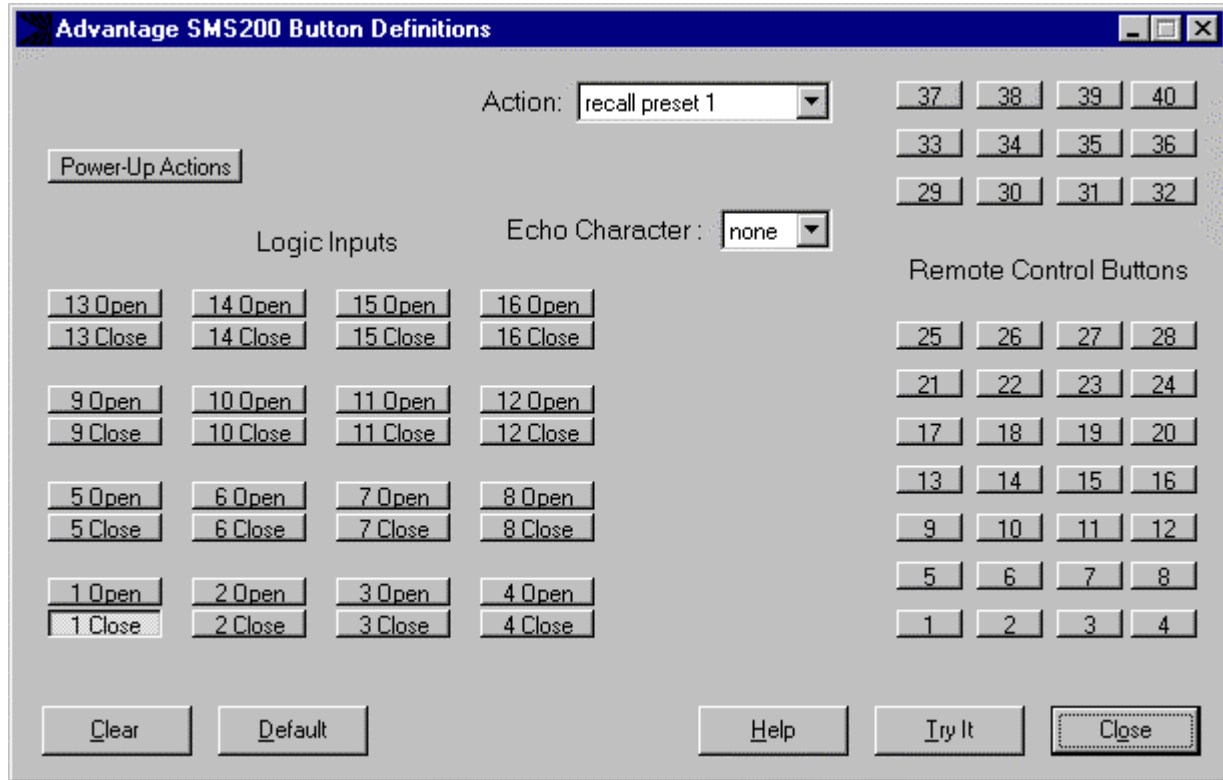 Advantage SMS200 Button Definitions
Action: recall preset 1
37 38 39 40
33 34 35 36
Power-Up Actions
29 30 31 32
Echo Character : none
Logic Inputs
Remote Control Buttons
13 Open 14 Open 15 Open 16 Open
13 Close 14 Close 15 Close 16 Close
25 26 27 28
21 22 23 24
9 Open 10 Open 11 Open 12 Open
9 Close 10 Close 11 Close 12 Close
17 18 19 20
13 14 15 16
5 Open 6 Open 7 Open 8 Open
5 Close 6 Close 7 Close 8 Close
9 10 11 12
5 6 7 8
1 Open 2 Open 3 Open 4 Open
1 Close 2 Close 3 Close 4 Close
1 2 3 4
Clear Default Help Try It Close